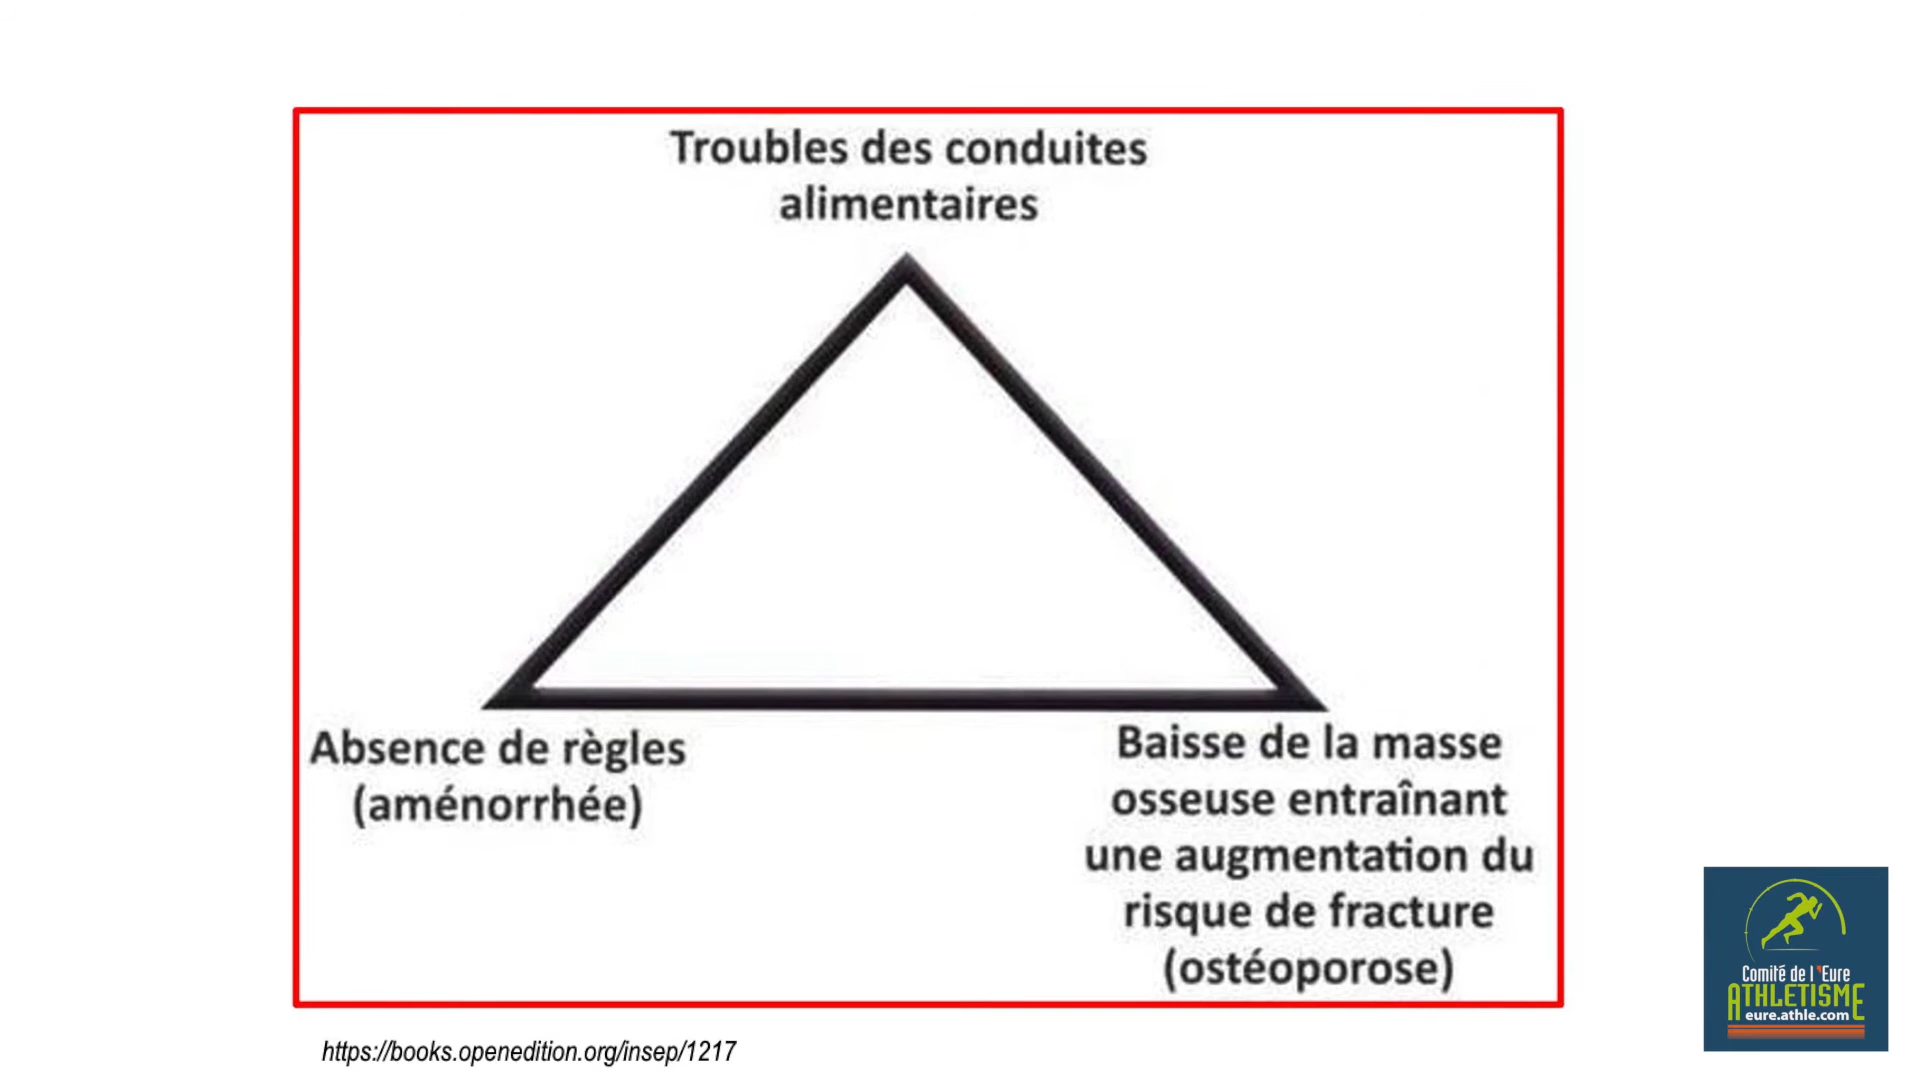 Troubles des conduites
alimentaires
Absence de règles
(aménorrhée)
Baisse de la masse
osseuse entraînant
une augmentation du
risque de fracture
(ostéoporose)
https://books.openedition.org/insep/1217
Comité de l'Eure
ATHLETISME
eure.athle.com